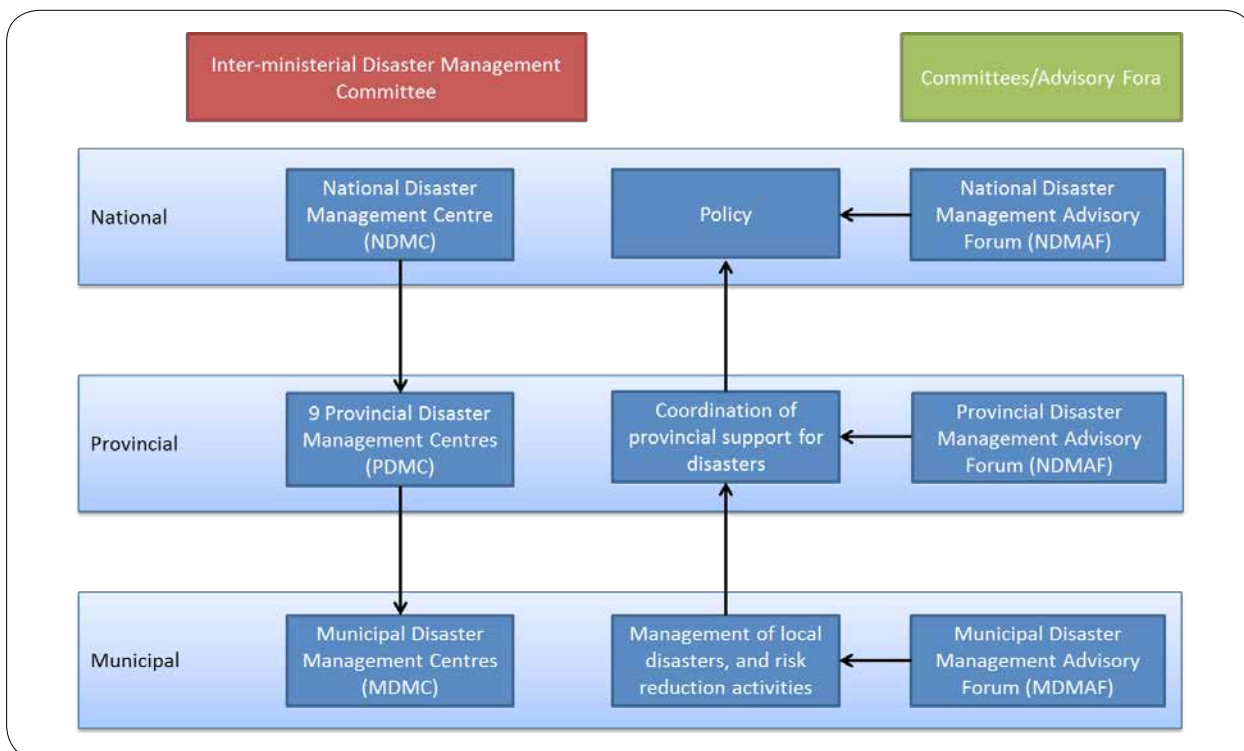 Inter-ministerial Disaster Management
Committee
Committees/Advisory Fora
National
National Disaster
Management Centre
(NDMC)
Policy
National Disaster
Management Advisory
Forum (NDMAF)
Provincial
9 Provincial Disaster
Management Centres
(PDMC)
Coordination of
provincial support for
disasters
Provincial Disaster
Management Advisory
Forum (NDMAF)
Municipal
Municipal Disaster
Management Centres
(MDMC)
Management of local
disasters, and risk
reduction activities
Municipal Disaster
Management Advisory
Forum (MDMAF)